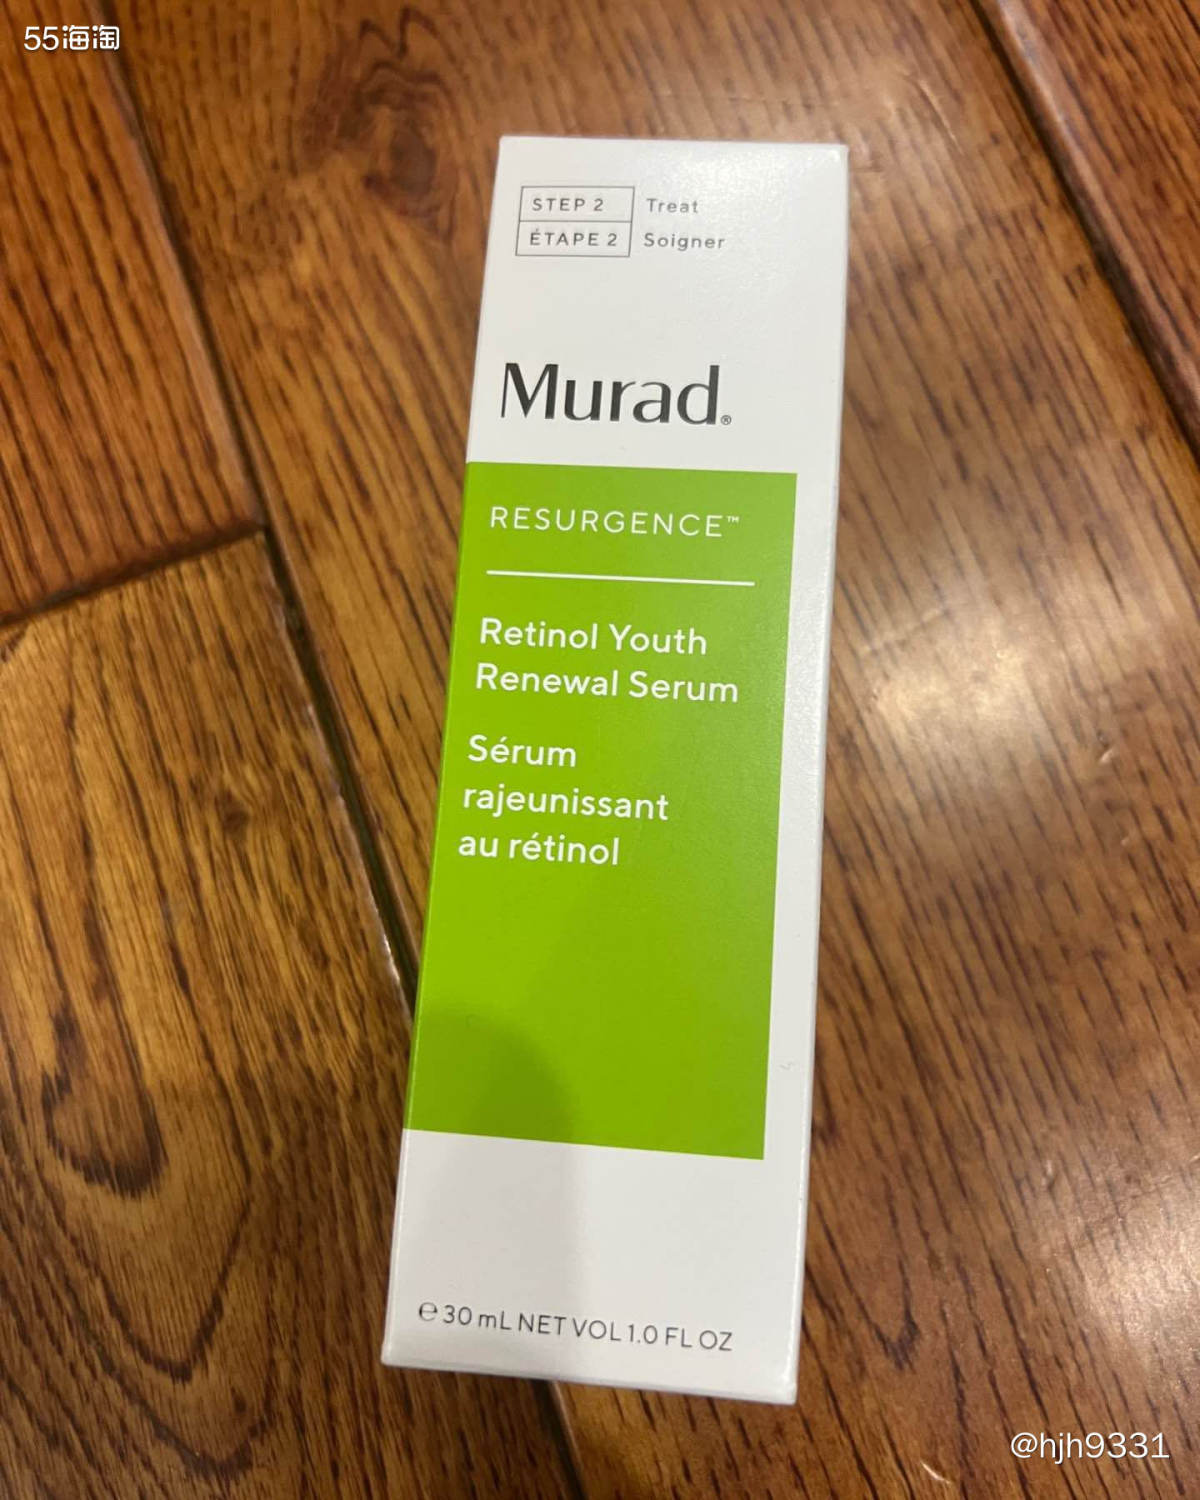 55海淘
STEP 2 Treat
ÉTAPE 2 Soigner
Murad®
RESURGENCE™
Retinol Youth
Renewal Serum
Sérum
rajeunissant
au rétinol
℮ 30 mL NET VOL 1.0 FL OZ
@hjh9331